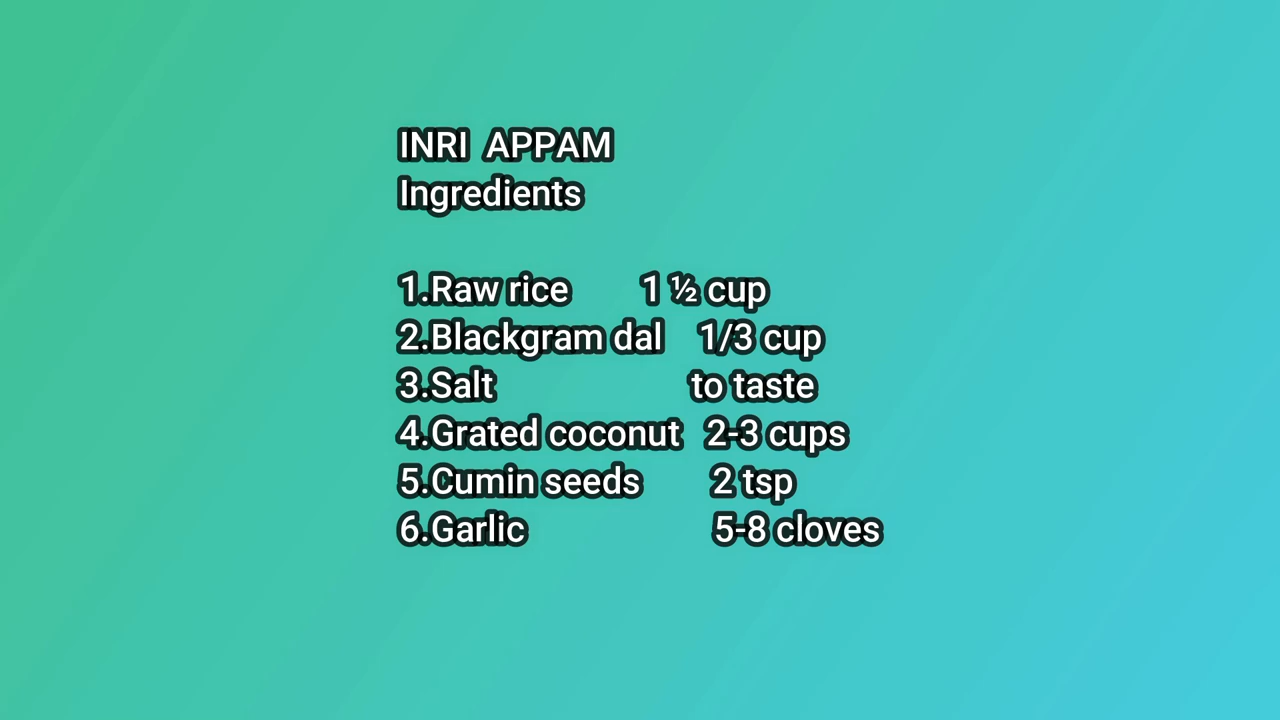 INRI APPAM
Ingredients
1.Raw rice 1 ½ cup
2.Blackgram dal 1/3 cup
3.Salt to taste
4.Grated coconut 2-3 cups
5.Cumin seeds 2 tsp
6.Garlic 5-8 cloves